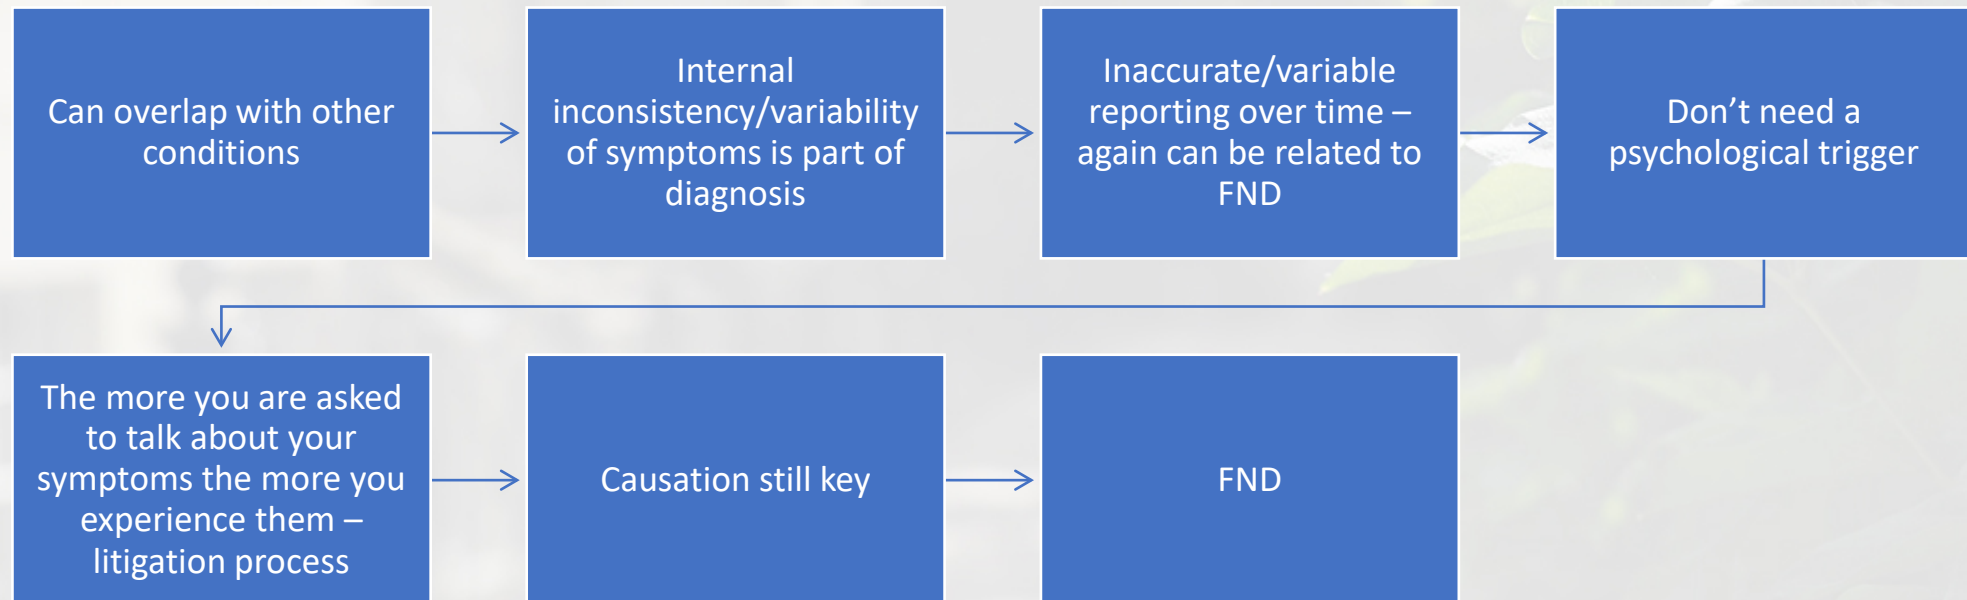 Can overlap with other
conditions
Internal
inconsistency/variability
of symptoms is part of
diagnosis
Inaccurate/variable
reporting over time –
again can be related to
FND
Don’t need a
psychological trigger
The more you are asked
to talk about your
symptoms the more you
experience them –
litigation process
Causation still key
FND